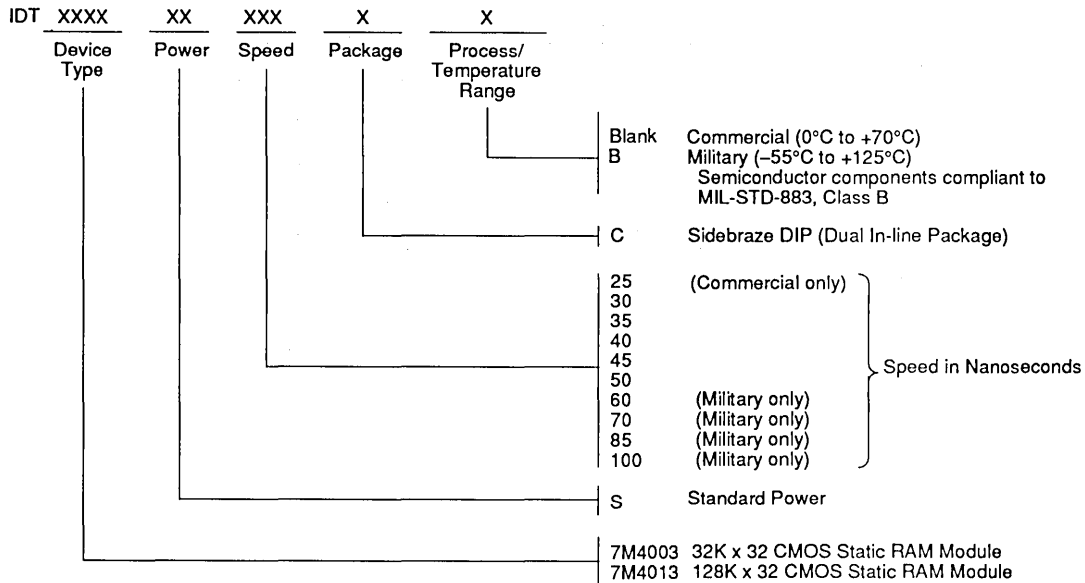 IDT XXXX XX XXX X X
Device Type Power Speed Package Process/ Temperature Range
Blank Commercial (0°C to +70°C)
B Military (–55°C to +125°C)
Semiconductor components compliant to
MIL-STD-883, Class B
C Sidebraze DIP (Dual In-line Package)
25 (Commercial only)
30
35
40
45
50
60 (Military only)
70 (Military only)
85 (Military only)
100 (Military only)
Speed in Nanoseconds
S Standard Power
7M4003 32K x 32 CMOS Static RAM Module
7M4013 128K x 32 CMOS Static RAM Module